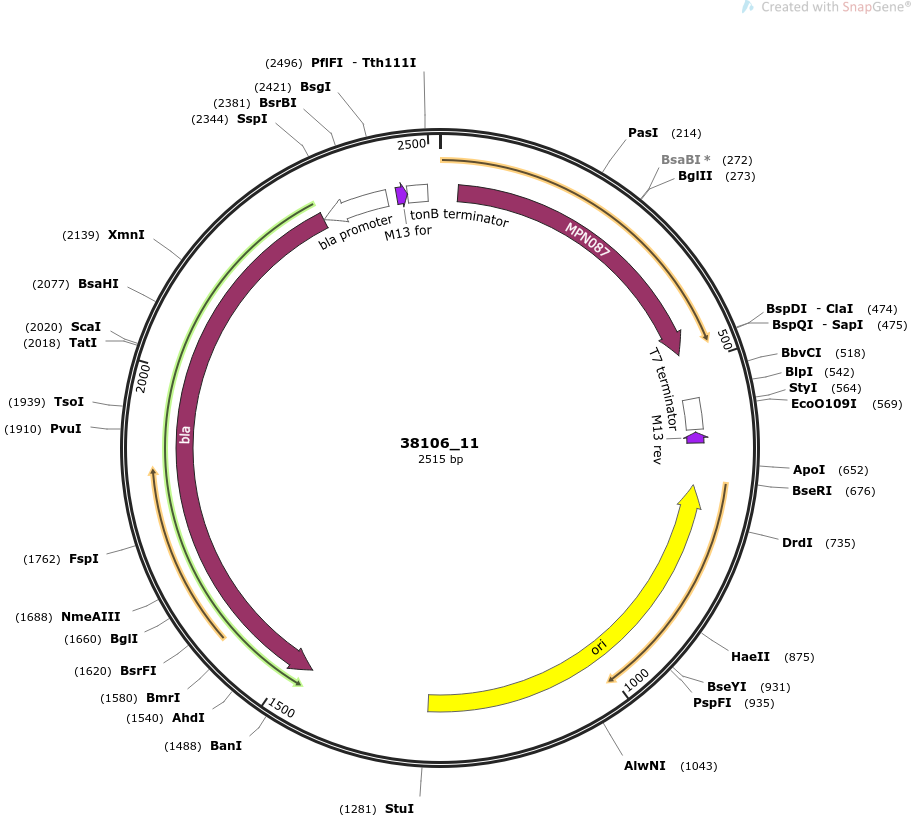 Created with SnapGene®
(2496) PflFI - Tth111I
(2421) BsgI
(2381) BsrBI
(2344) SspI
2500
PasI (214)
BsaBI * (272)
BglII (273)
bla promoter
M13 for
tonB terminator
MPN087
(2139) XmnI
(2077) BsaHI
(2020) ScaI
(2018) TatI
2000
(1939) TsoI
(1910) PvuI
bla
BspDI - ClaI (474)
BspQI - SapI (475)
500
BbvCI (518)
BlpI (542)
StyI (564)
EcoO109I (569)
T7 terminator
M13 rev
38106_11
2515 bp
ApoI (652)
BseRI (676)
DrdI (735)
(1762) FspI
(1688) NmeAIII
(1660) BglI
(1620) BsrFI
(1580) BmrI
(1540) AhdI
(1488) BanI
1500
ori
HaeII (875)
BseYI (931)
PspFI (935)
1000
AlwNI (1043)
(1281) StuI